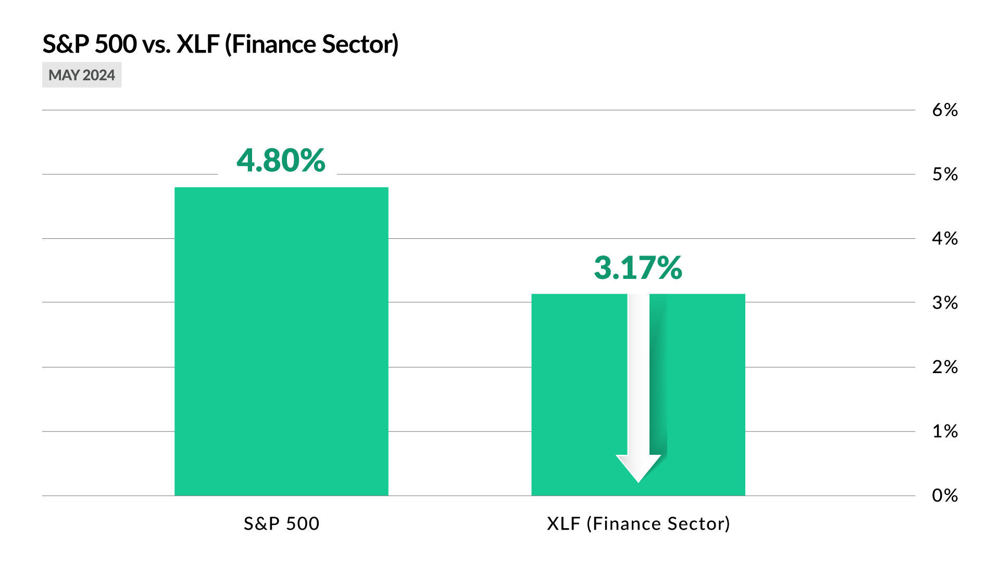 S&P 500 vs. XLF (Finance Sector)
MAY 2024
6%
4.80%
5%
4%
3.17%
3%
2%
1%
0%
S&P 500
XLF (Finance Sector)